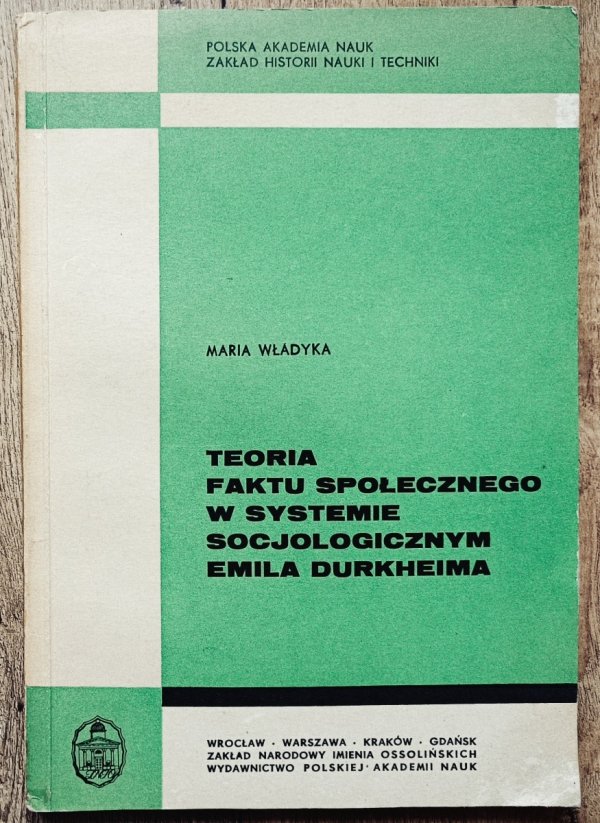 POLSKA AKADEMIA NAUK
ZAKŁAD HISTORII NAUKI I TECHNIKI
MARIA WŁADYKA
TEORIA
FAKTU SPOŁECZNEGO
W SYSTEMIE
SOCJOLOGICZNYM
EMILA DURKHEIMA
WROCŁAW · WARSZAWA · KRAKÓW · GDAŃSK
ZAKŁAD NARODOWY IMIENIA OSSOLIŃSKICH
WYDAWNICTWO POLSKIEJ · AKADEMII NAUK